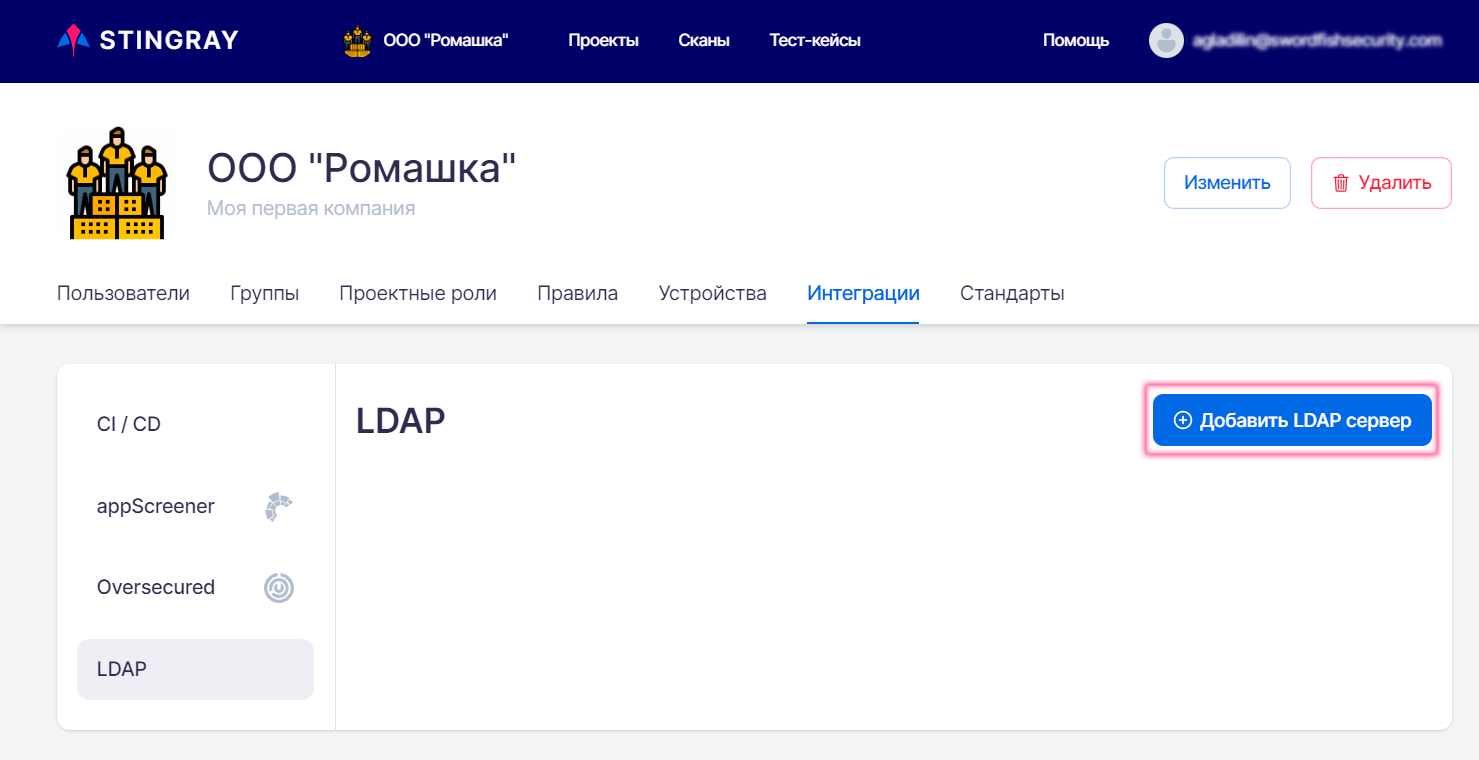 STINGRAY ООО "Ромашка" Проекты Сканы Тест-кейсы Помощь
ООО "Ромашка"
Моя первая компания
Изменить Удалить
Пользователи Группы Проектные роли Правила Устройства Интеграции Стандарты
CI / CD
appScreener
Oversecured
LDAP
LDAP
Добавить LDAP сервер